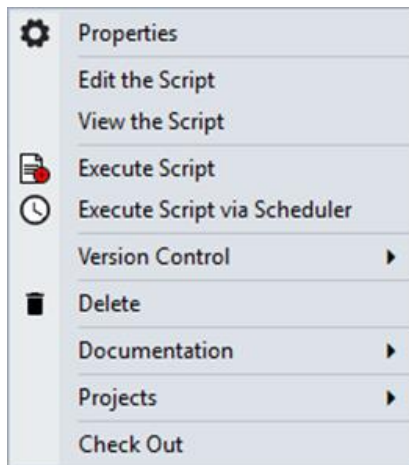 Properties
Edit the Script
View the Script
Execute Script
Execute Script via Scheduler
Version Control
Delete
Documentation
Projects
Check Out